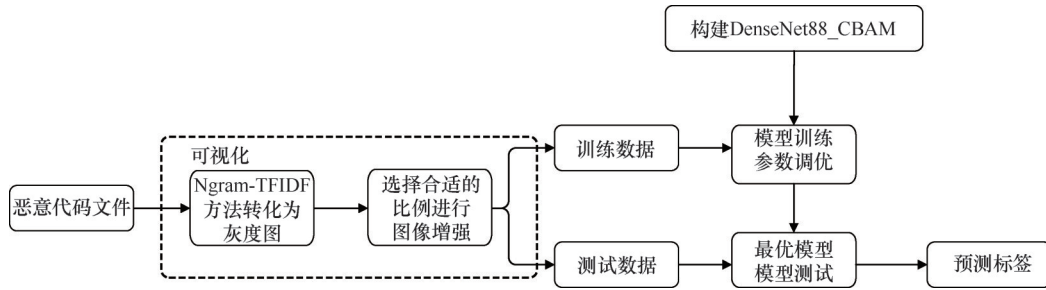 构建DenseNet88_CBAM
训练数据
模型训练
参数调优
可视化
恶意代码文件
Ngram-TFIDF
方法转化为
灰度图
选择合适的
比例进行
图像增强
测试数据
最优模型
模型测试
预测标签